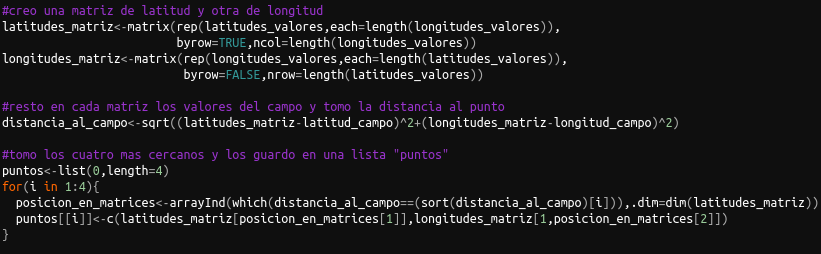 #creo una matriz de latitud y otra de longitud
latitudes_matriz<-matrix(rep(latitudes_valores,each=length(longitudes_valores)),
                         byrow=TRUE,ncol=length(longitudes_valores))
longitudes_matriz<-matrix(rep(longitudes_valores,each=length(latitudes_valores)),
                          byrow=FALSE,nrow=length(latitudes_valores))

#resto en cada matriz los valores del campo y tomo la distancia al punto
distancia_al_campo<-sqrt((latitudes_matriz-latitud_campo)^2+(longitudes_matriz-longitud_campo)^2)

#tomo los cuatro mas cercanos y los guardo en una lista "puntos"
puntos<-list(0,length=4)
for(i in 1:4){
  posicion_en_matrices<-arrayInd(which(distancia_al_campo==(sort(distancia_al_campo)[i])),.dim=dim(latitudes_matriz))
  puntos[[i]]<-c(latitudes_matriz[posicion_en_matrices[1]],longitudes_matriz[1,posicion_en_matrices[2]])
}